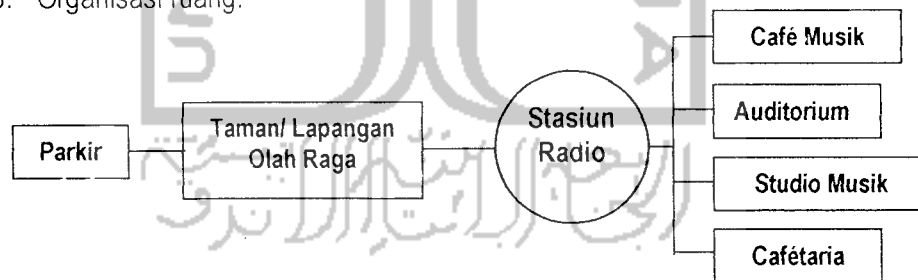 Organisasi ruang:
Café Musik
Taman/ Lapangan
Olah Raga
Stasiun
Radio
Auditorium
Parkir
Studio Musik
Cafétaria